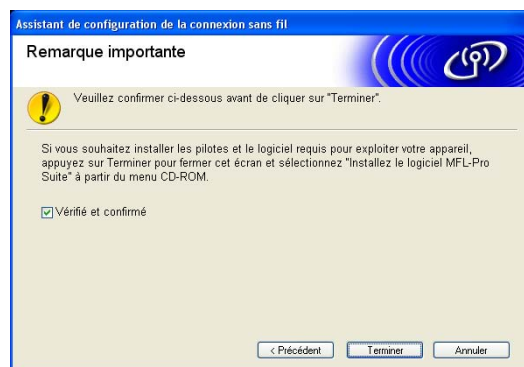 Assistant de configuration de la connexion sans fil
Remarque importante
Veuillez confirmer ci-dessous avant de cliquer sur "Terminer".
Si vous souhaitez installer les pilotes et le logiciel requis pour exploiter votre appareil,
appuyez sur Terminer pour fermer cet écran et sélectionnez "Installez le logiciel MFL-Pro
Suite" à partir du menu CD-ROM.
Vérifié et confirmé
< Précédent Terminer Annuler